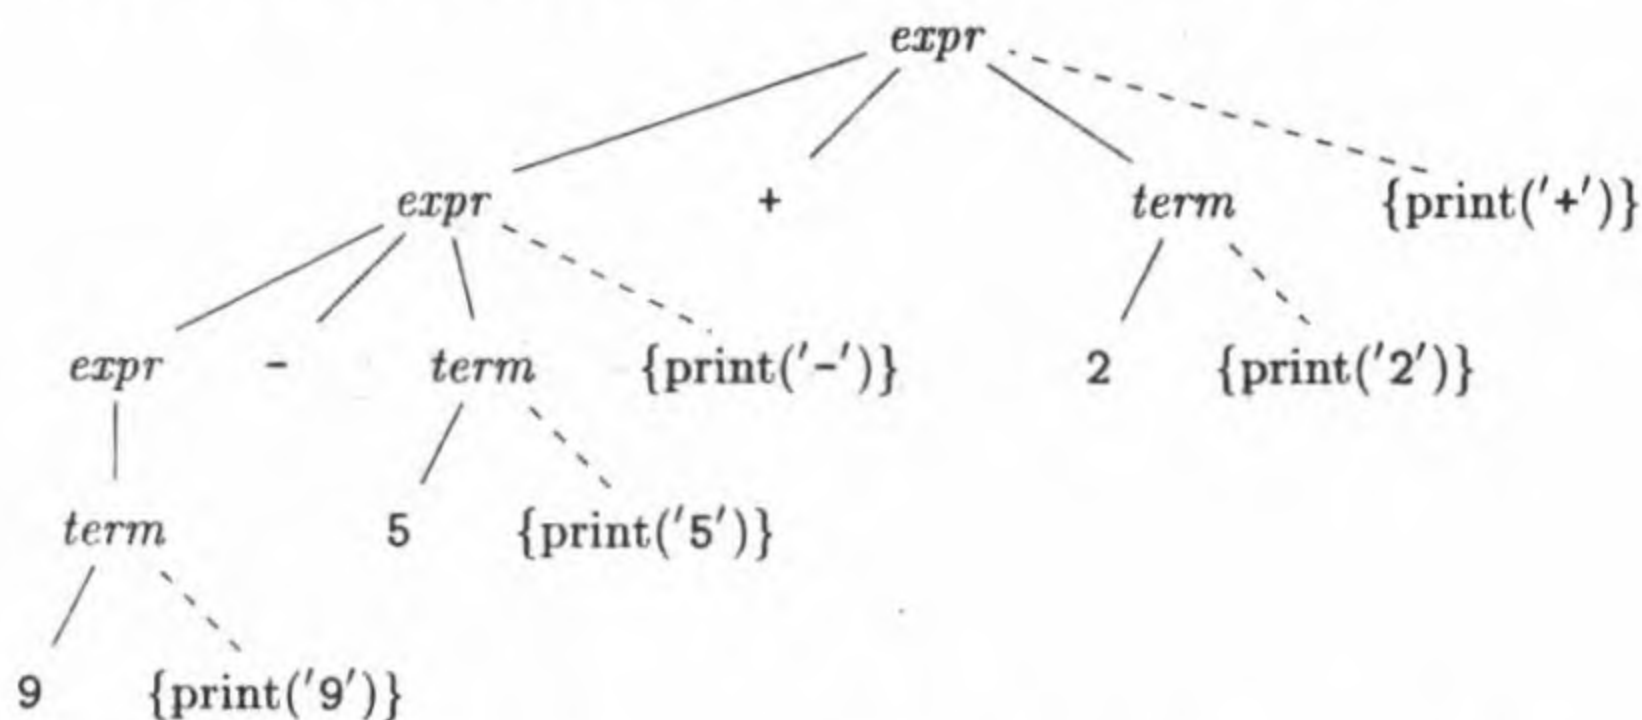 expr
expr + term {print('+')}
expr - term {print('-')} 2 {print('2')}
term 5 {print('5')}
9 {print('9')}